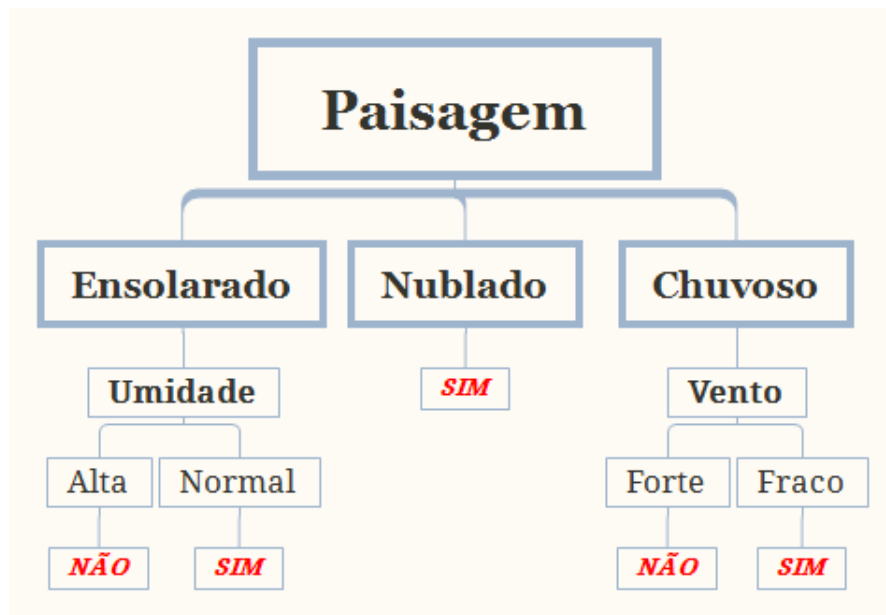 Paisagem
Ensolarado Nublado Chuvoso
Umidade SIM Vento
Alta Normal Forte Fraco
NÃO SIM NÃO SIM